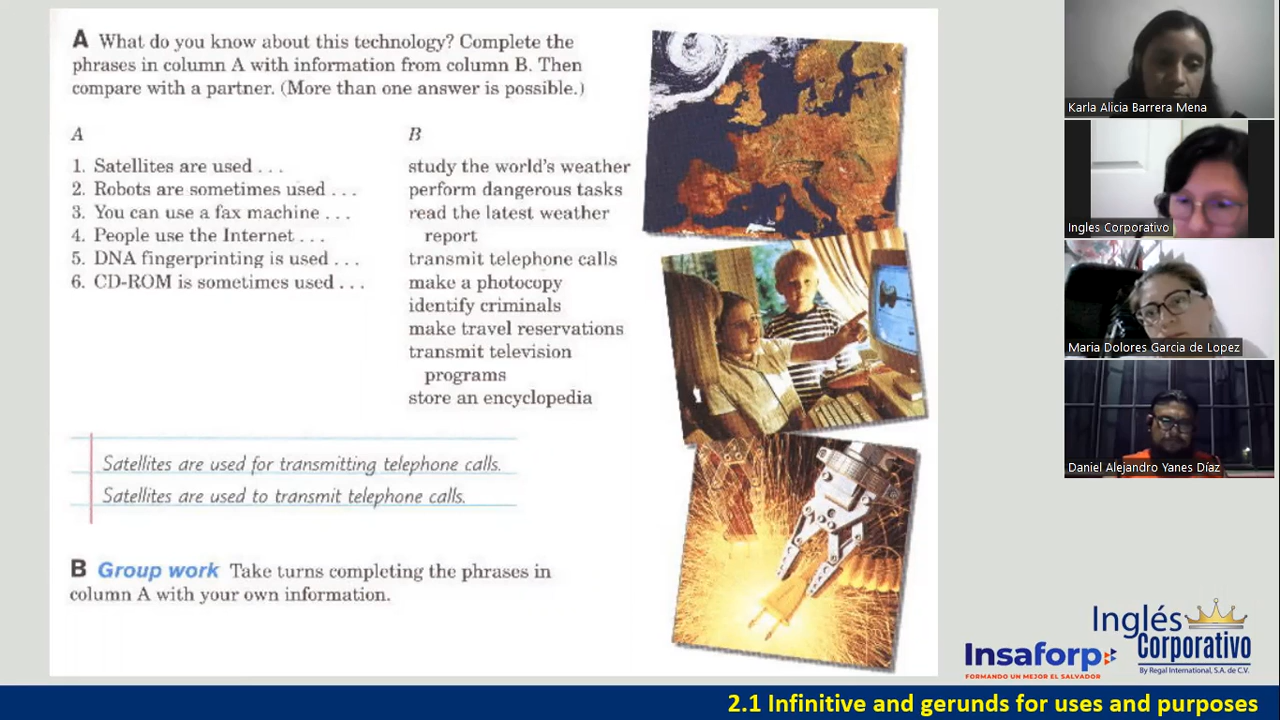 A What do you know about this technology? Complete the
phrases in column A with information from column B. Then
compare with a partner. (More than one answer is possible.)
A
1. Satellites are used . . .
2. Robots are sometimes used . . .
3. You can use a fax machine . . .
4. People use the Internet . . .
5. DNA fingerprinting is used . . .
6. CD-ROM is sometimes used . . .
B
study the world's weather
perform dangerous tasks
read the latest weather
report
transmit telephone calls
make a photocopy
identify criminals
make travel reservations
transmit television
programs
store an encyclopedia
Satellites are used for transmitting telephone calls.
Satellites are used to transmit telephone calls.
B Group work Take turns completing the phrases in
column A with your own information.
Karla Alicia Barrera Mena
Ingles Corporativo
Maria Dolores Garcia de Lopez
Daniel Alejandro Yanes Díaz
Insaforp
FORMANDO UN MEJOR EL SALVADOR
Inglés
Corporativo
By Regal International, S.A. de C.V.
2.1 Infinitive and gerunds for uses and purposes